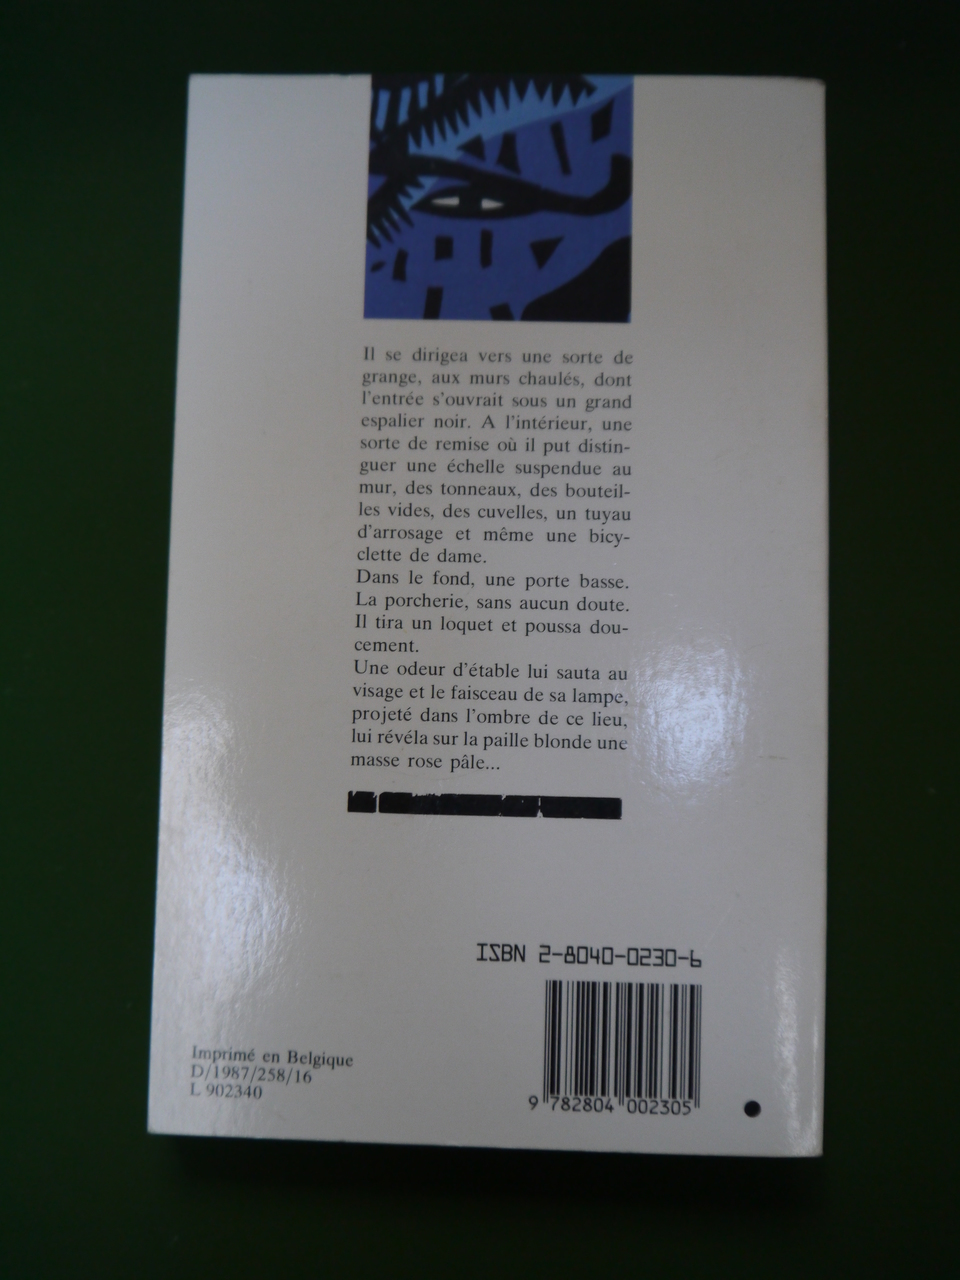 Il se dirigea vers une sorte de
grange, aux murs chaulés, dont
l'entrée s'ouvrait sous un grand
espalier noir. A l'intérieur, une
sorte de remise où il put distin-
guer une échelle suspendue au
mur, des tonneaux, des bouteil-
les vides, des cuvelles, un tuyau
d'arrosage et même une bicy-
clette de dame.
Dans le fond, une porte basse.
La porcherie, sans aucun doute.
Il tira un loquet et poussa dou-
cement.
Une odeur d'étable lui sauta au
visage et le faisceau de sa lampe,
projeté dans l'ombre de ce lieu,
lui révéla sur la paille blonde une
masse rose pâle...
ISBN 2-8040-0230-6
9 782804 002305
Imprimé en Belgique
D/1987/258/16
L 902340